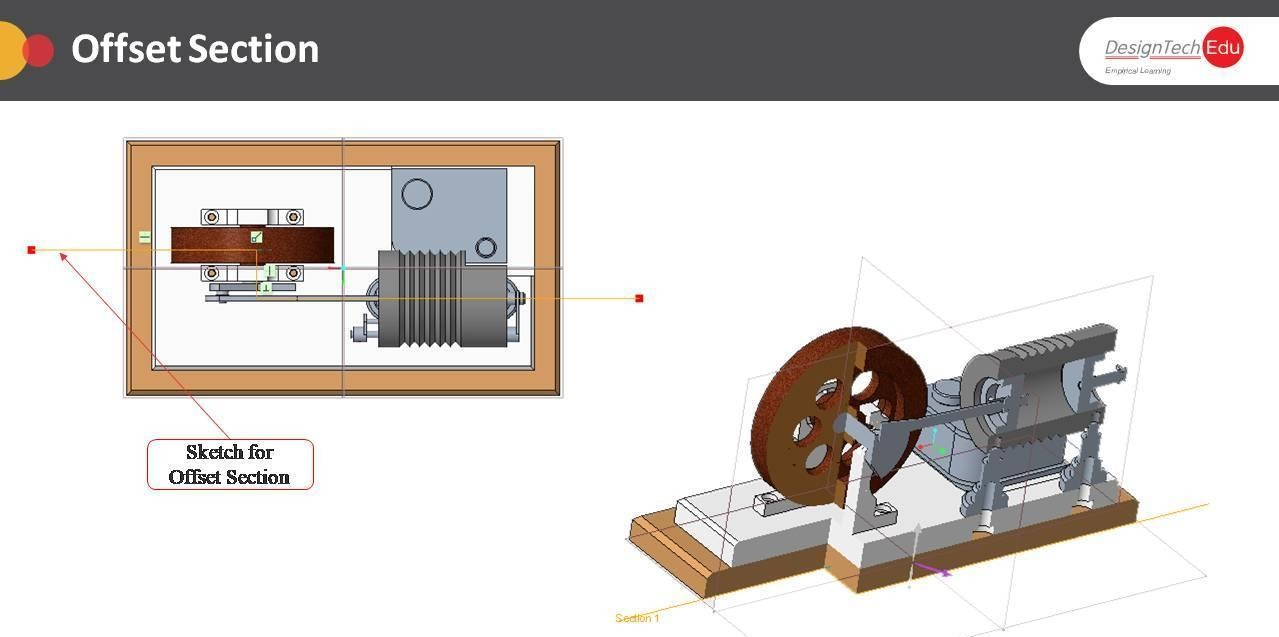 Offset Section
DesignTech Edu
Empirical Learning
Sketch for
Offset Section
Section 1